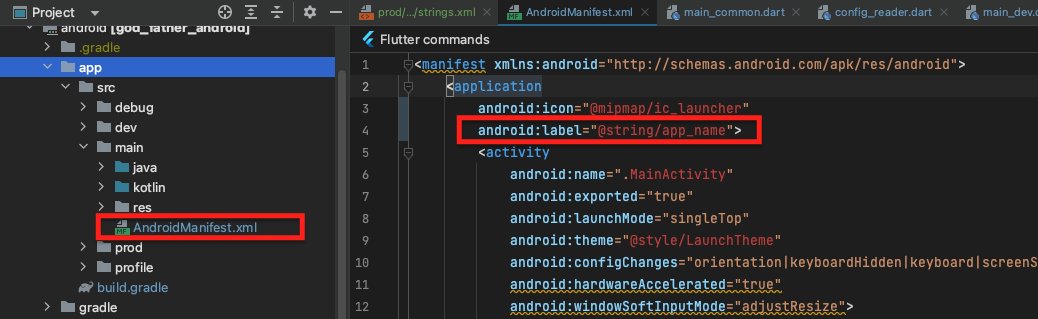 Project
prod/.../strings.xml
AndroidManifest.xml
main_common.dart
config_reader.dart
main_dev.d
android [god_father_android]
.gradle
app
src
debug
dev
main
java
kotlin
res
AndroidManifest.xml
prod
profile
build.gradle
gradle
Flutter commands
1 <manifest xmlns:android="http://schemas.android.com/apk/res/android">
2 <application
3 android:icon="@mipmap/ic_launcher"
4 android:label="@string/app_name">
5 <activity
6 android:name=".MainActivity"
7 android:exported="true"
8 android:launchMode="singleTop"
9 android:theme="@style/LaunchTheme"
10 android:configChanges="orientation|keyboardHidden|keyboard|screenS
11 android:hardwareAccelerated="true"
12 android:windowSoftInputMode="adjustResize">